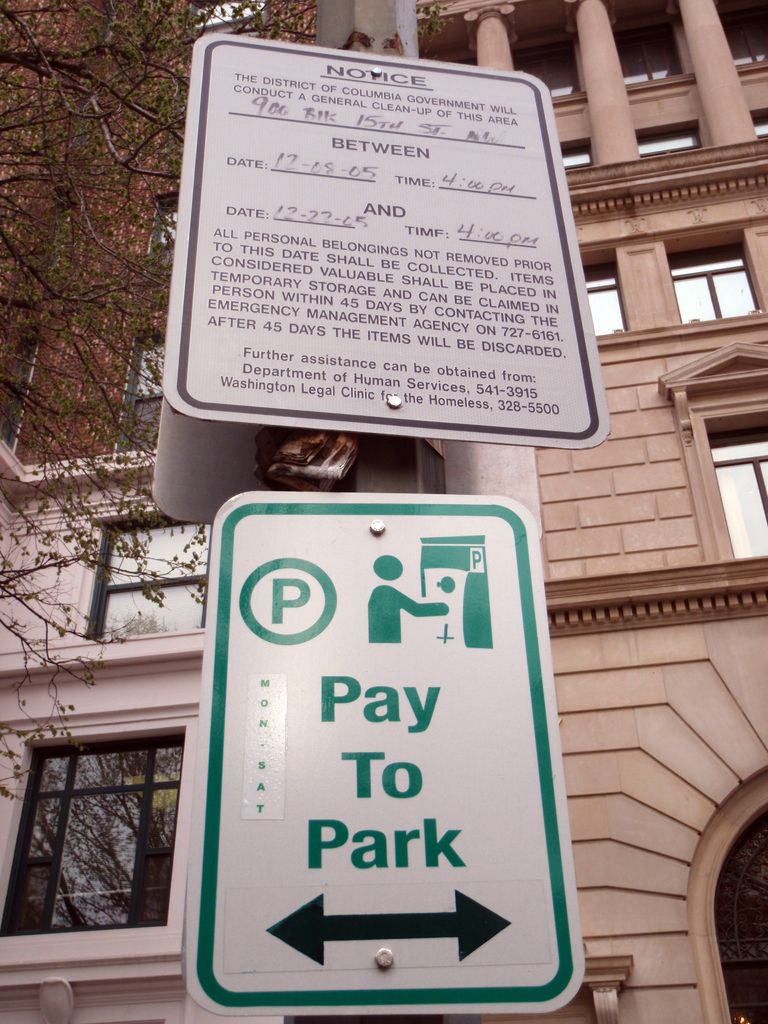 NOTICE
THE DISTRICT OF COLUMBIA GOVERNMENT WILL
CONDUCT A GENERAL CLEAN-UP OF THIS AREA
900 BLK 15TH ST. NW
BETWEEN
DATE: 12-08-05 TIME: 4:00 PM
AND
DATE: 12-22-05 TIME: 4:00 PM
ALL PERSONAL BELONGINGS NOT REMOVED PRIOR
TO THIS DATE SHALL BE COLLECTED. ITEMS
CONSIDERED VALUABLE SHALL BE PLACED IN
TEMPORARY STORAGE AND CAN BE CLAIMED IN
PERSON WITHIN 45 DAYS BY CONTACTING THE
EMERGENCY MANAGEMENT AGENCY ON 727-6161.
AFTER 45 DAYS THE ITEMS WILL BE DISCARDED.
Further assistance can be obtained from:
Department of Human Services, 541-3915
Washington Legal Clinic for the Homeless, 328-5500
P
P
MON-SAT
Pay
To
Park